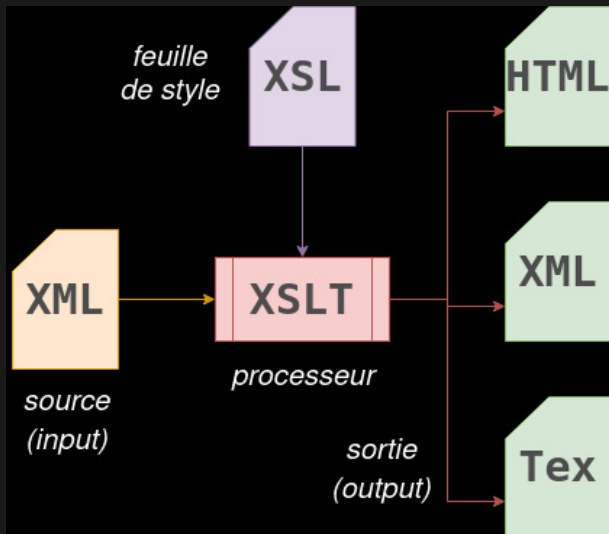 feuille
de style
XSL
HTML
XML
XSLT
XML
processeur
source
(input)
sortie
(output)
Tex